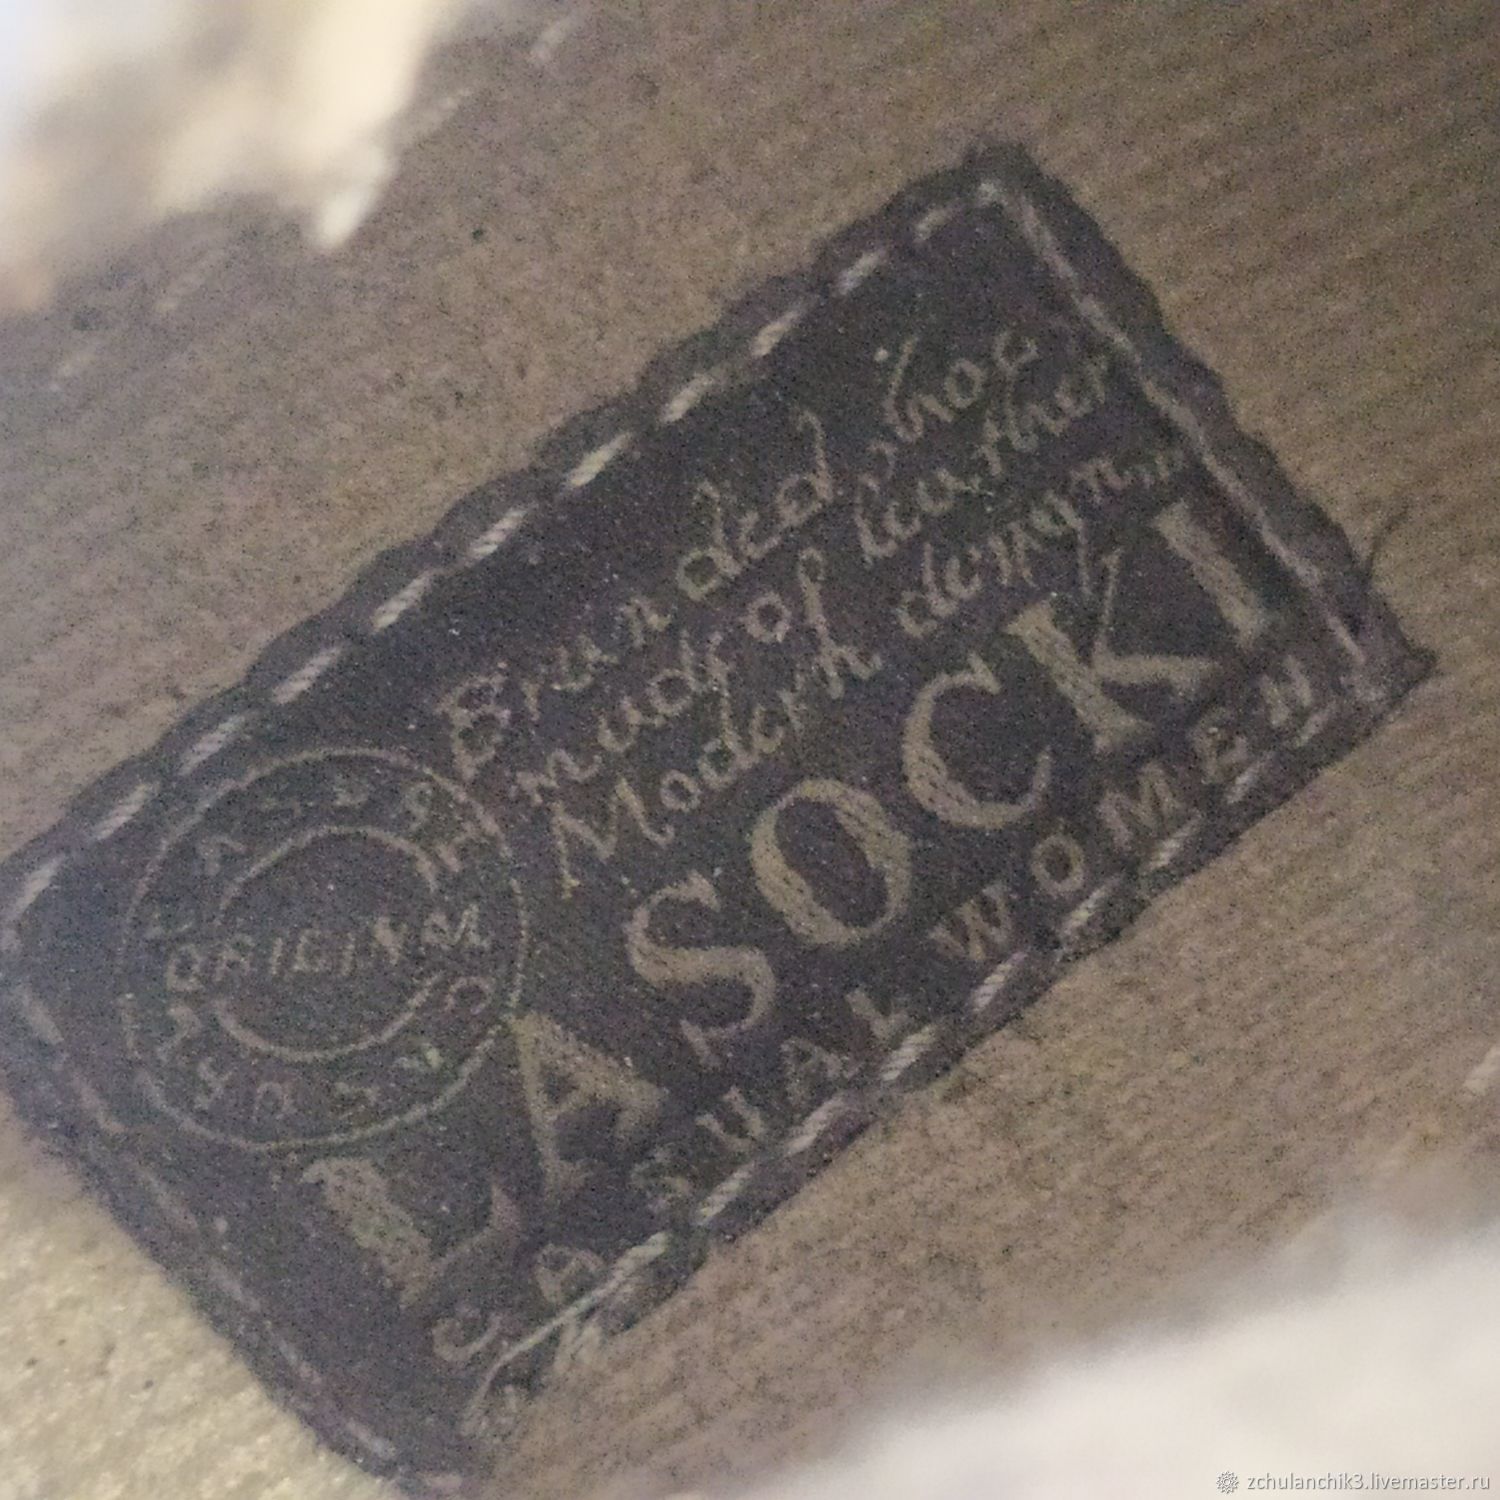 Branded shoe
made of leather
Modern design...
ORIGINAL
LASOCKI
CASUAL WOMEN
zchulanchik3.livemaster.ru